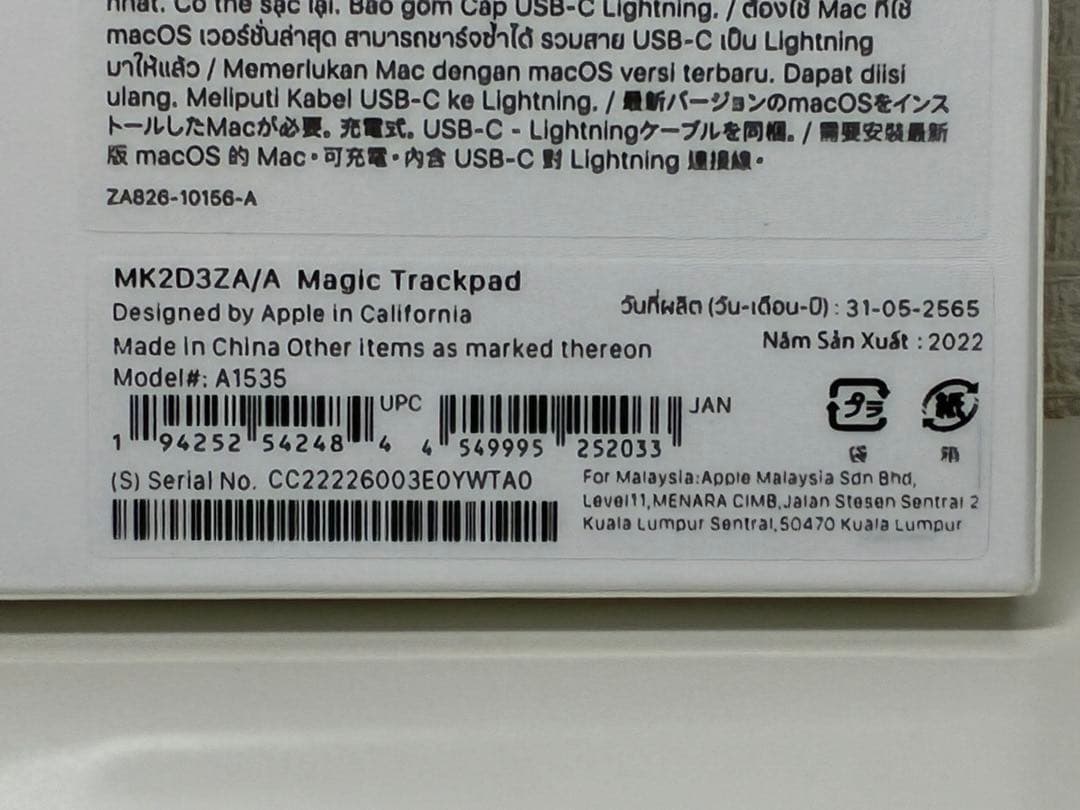 nhất. Có thể sạc lại. Bao gồm Cáp USB-C Lightning. / ต้องใช้ Mac ที่ใช้
macOS เวอร์ชั่นล่าสุด สามารถชาร์จซ้ำได้ รวมสาย USB-C เป็น Lightning
มาให้แล้ว / Memerlukan Mac dengan macOS versi terbaru. Dapat diisi
ulang. Meliputi Kabel USB-C ke Lightning. / 最新バージョンのmacOSをインス
トールしたMacが必要。充電式。USB-C - Lightningケーブルを同梱。/ 需要安裝最新
版 macOS 的 Mac・可充電・內含 USB-C 對 Lightning 連接線。
ZA826-10156-A
MK2D3ZA/A Magic Trackpad
Designed by Apple in California
วันที่ผลิต (วัน-เดือน-ปี) : 31-05-2565
Made in China Other items as marked thereon
Năm Sản Xuất : 2022
Model#: A1535
UPC
JAN
プラ
紙
1 94252 54248 4
4 549995 252033
(S) Serial No. CC22226003E0YWTA0
For Malaysia:Apple Malaysia Sdn Bhd,
Level11,MENARA CIMB,Jalan Stesen Sentral 2
Kuala Lumpur Sentral,50470 Kuala Lumpur